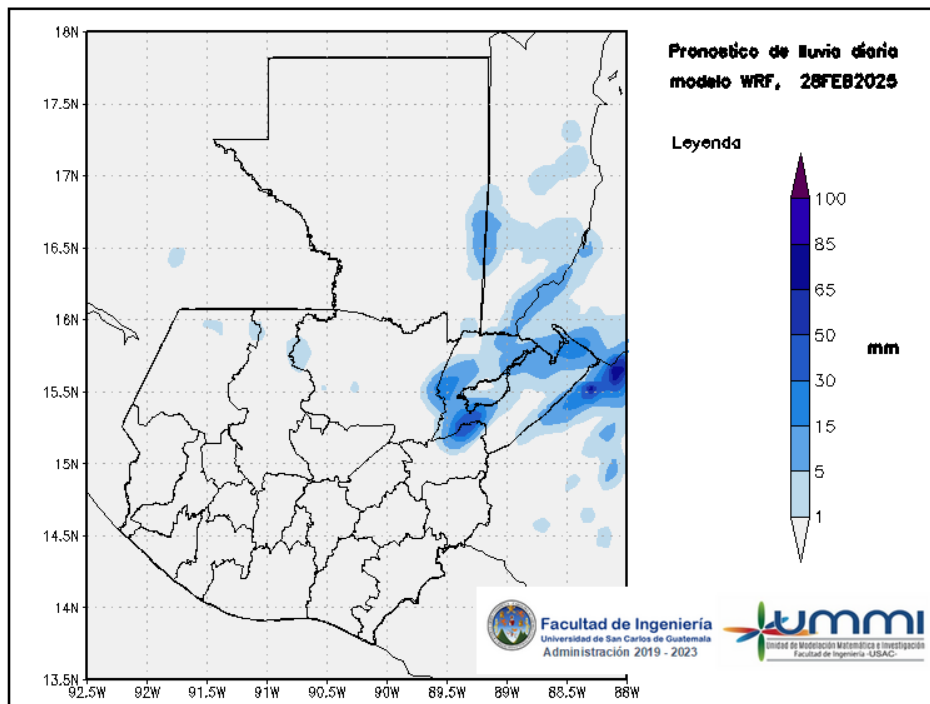 Pronostico de lluvia diaria
modelo WRF, 28FEB2025
Leyenda
100
85
65
50
30
15
5
1
mm
18N
17.5N
17N
16.5N
16N
15.5N
15N
14.5N
14N
13.5N
92.5W
92W
91.5W
91W
90.5W
90W
89.5W
89W
88.5W
88W
Facultad de Ingeniería
Universidad de San Carlos de Guatemala
Administración 2019 - 2023
ummi
Unidad de Modelación Matemática e Investigación
Facultad de Ingeniería -USAC-